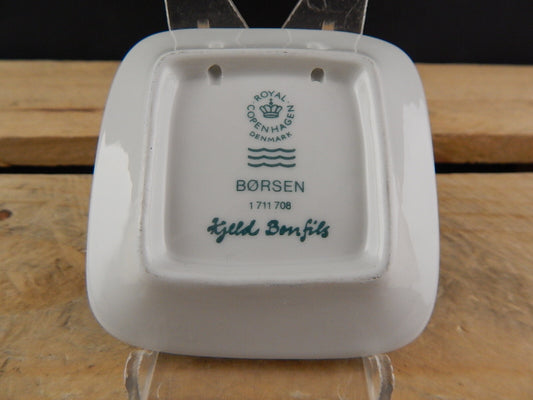 ROYAL
COPENHAGEN
DENMARK
BØRSEN
1 711 708
Kjeld Bonfils